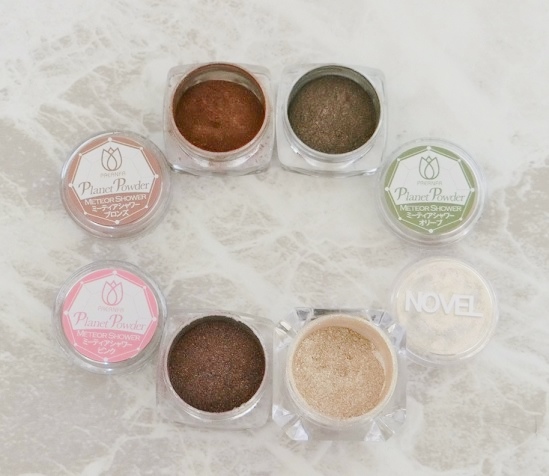 Planet Powder
METEOR SHOWER
ミーティアシャワー
ブロンズ
Planet Powder
METEOR SHOWER
ミーティアシャワー
オリーブ
Planet Powder
METEOR SHOWER
ミーティアシャワー
ピンク
NOVEL